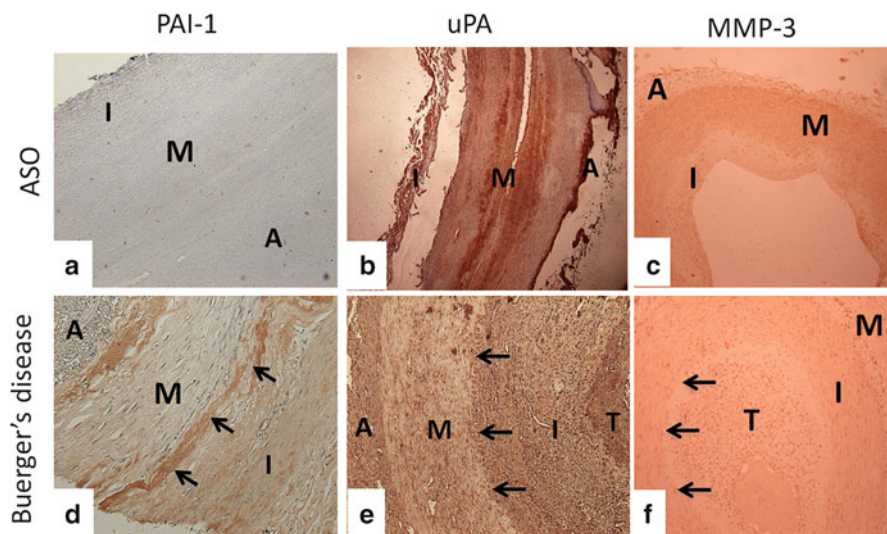 PAI-1 uPA MMP-3
ASO
I M A a
I M A b
A M I c
Buerger's disease
A M I d
A M I T e
M I T f